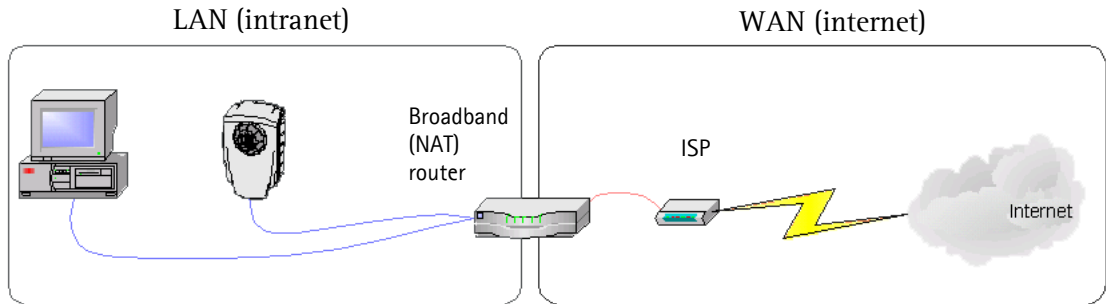 LAN (intranet)
WAN (internet)
Broadband
(NAT)
router
ISP
Internet